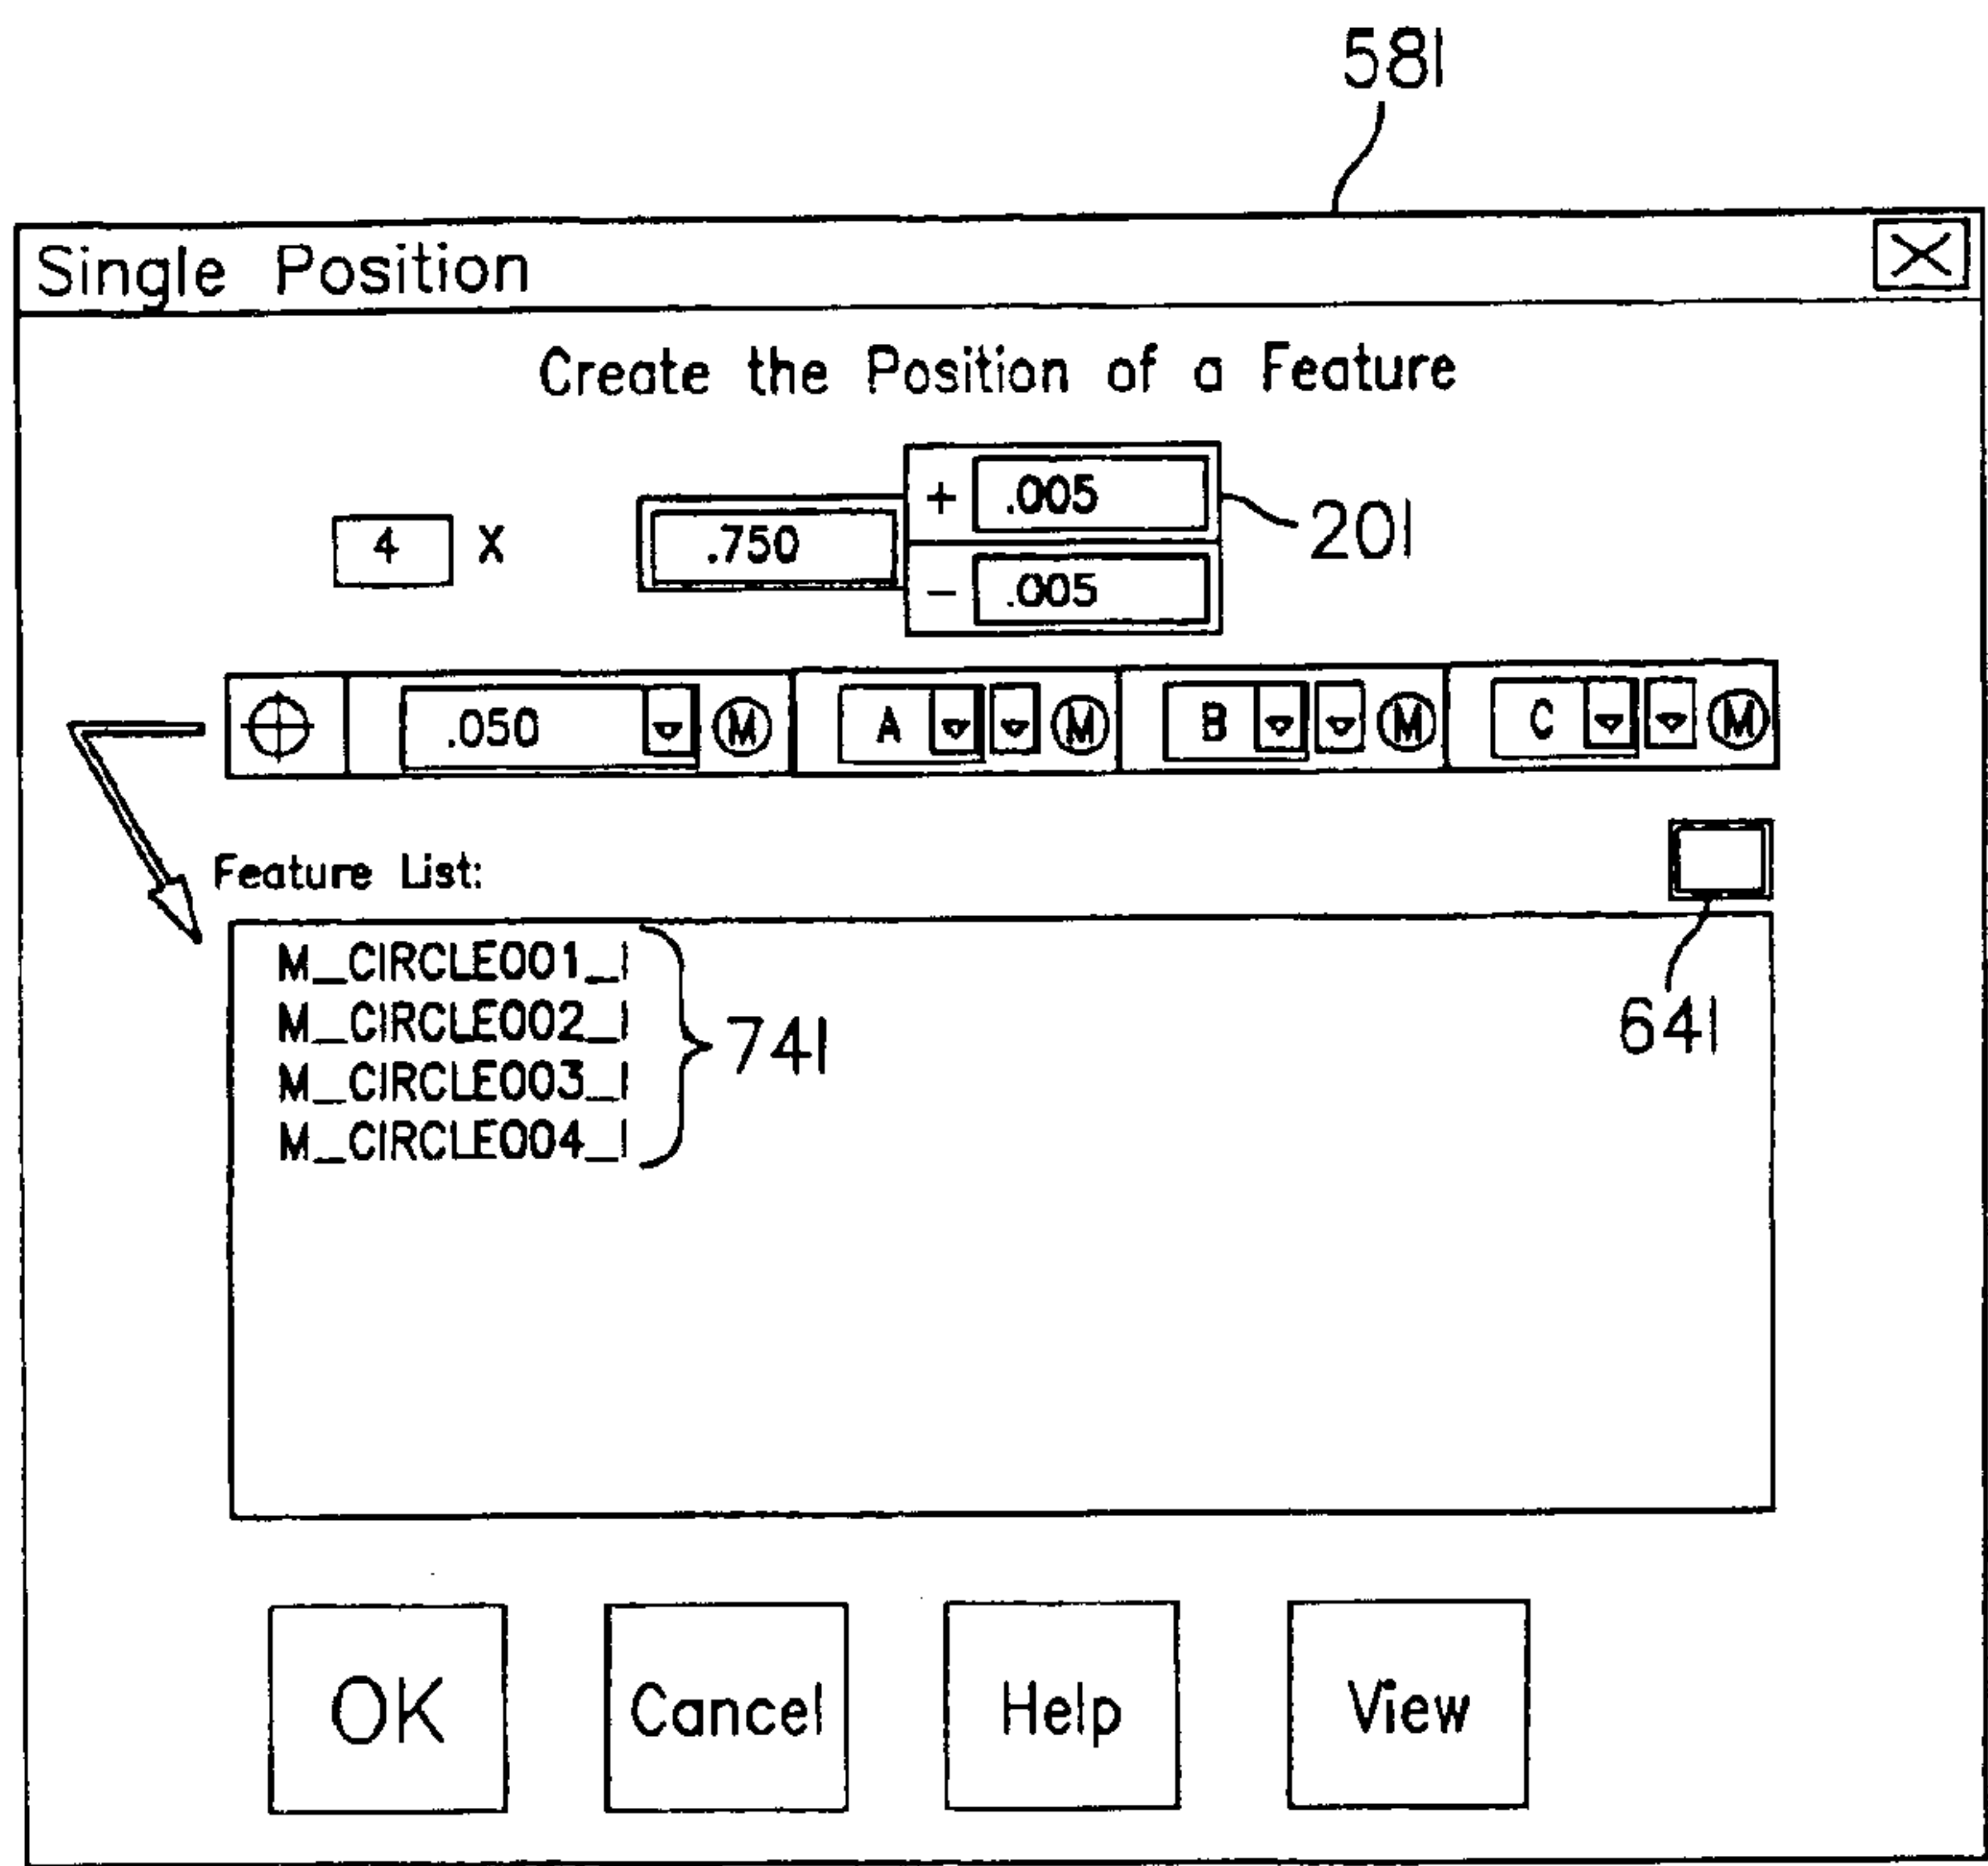 581
Single Position X
Create the Position of a Feature
4 X .750 + .005 201
- .005
.050 M A M B M C M
Feature List:
M_CIRCLE001_I
M_CIRCLE002_I
M_CIRCLE003_I
M_CIRCLE004_I
741
641
OK Cancel Help View